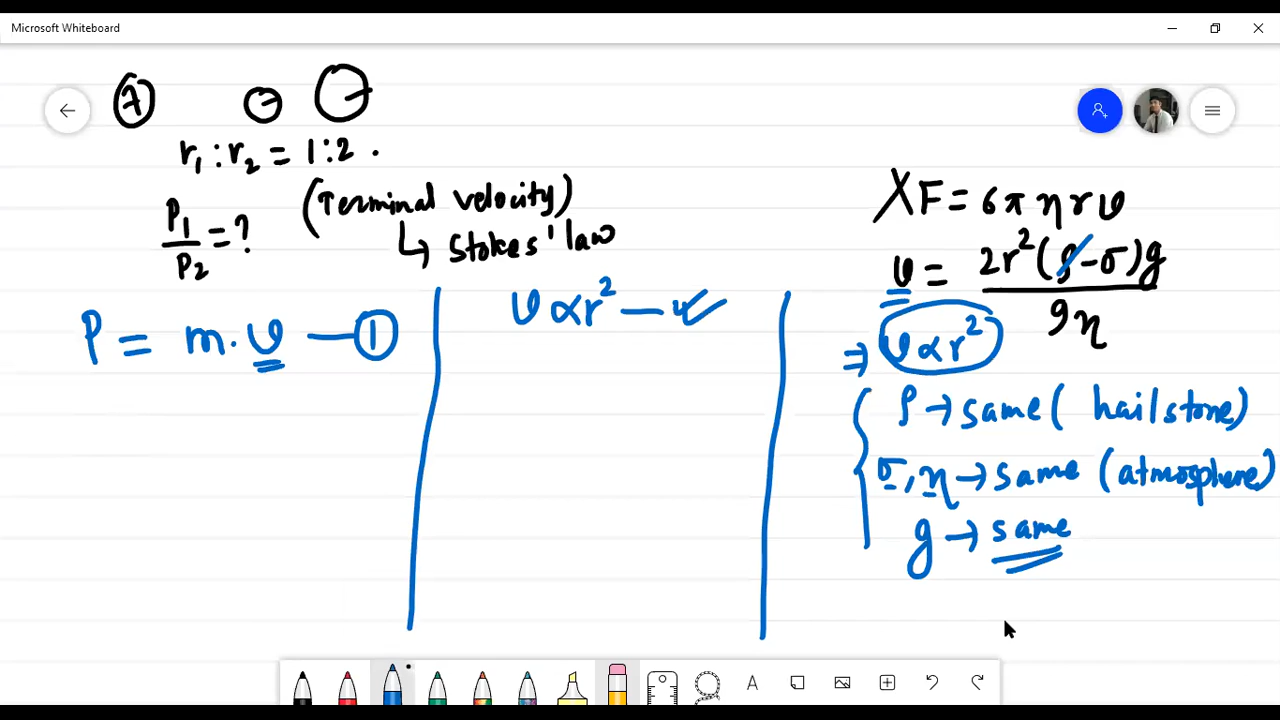 Microsoft Whiteboard
7
r₁ : r₂ = 1 : 2 .
P₁/P₂ = ?
(Terminal velocity)
↳ Stokes' law
P = m.v — ①
v ∝ r² — ✓
F = 6πηrv
v = 2r²(ρ-σ)g / 9η
⇒ v ∝ r²
ρ → same ( hailstone)
σ, η → same (atmosphere)
g → same
A